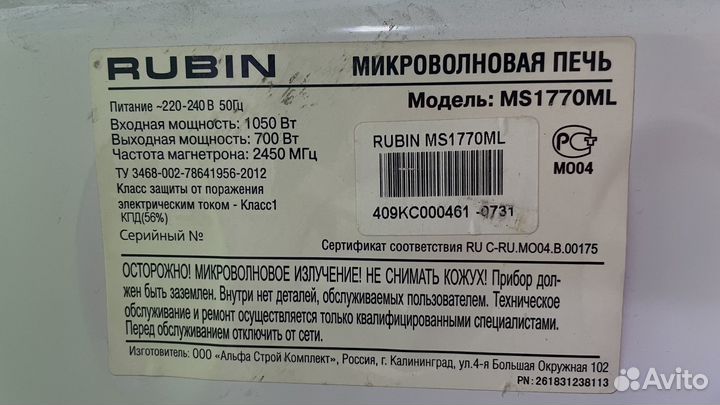 RUBIN
МИКРОВОЛНОВАЯ ПЕЧЬ
Модель: MS1770ML
Питание ~220-240 В 50Гц
Входная мощность: 1050 Вт
Выходная мощность: 700 Вт
Частота магнетрона: 2450 МГц
ТУ 3468-002-78641956-2012
Класс защиты от поражения
электрическим током - Класс1
КПД(56%)
Серийный №
RUBIN MS1770ML
409KC000461 -0731
РСТ
МО04
Сертификат соответствия RU C-RU.МО04.В.00175
ОСТОРОЖНО! МИКРОВОЛНОВОЕ ИЗЛУЧЕНИЕ! НЕ СНИМАТЬ КОЖУХ! Прибор дол-
жен быть заземлен. Внутри нет деталей, обслуживаемых пользователем. Техническое
обслуживание и ремонт осуществляется только квалифицированными специалистами.
Перед обслуживанием отключить от сети.
Изготовитель: ООО «Альфа Строй Комплект», Россия, г. Калининград, ул.4-я Большая Окружная 102
PN:261831238113
Avito